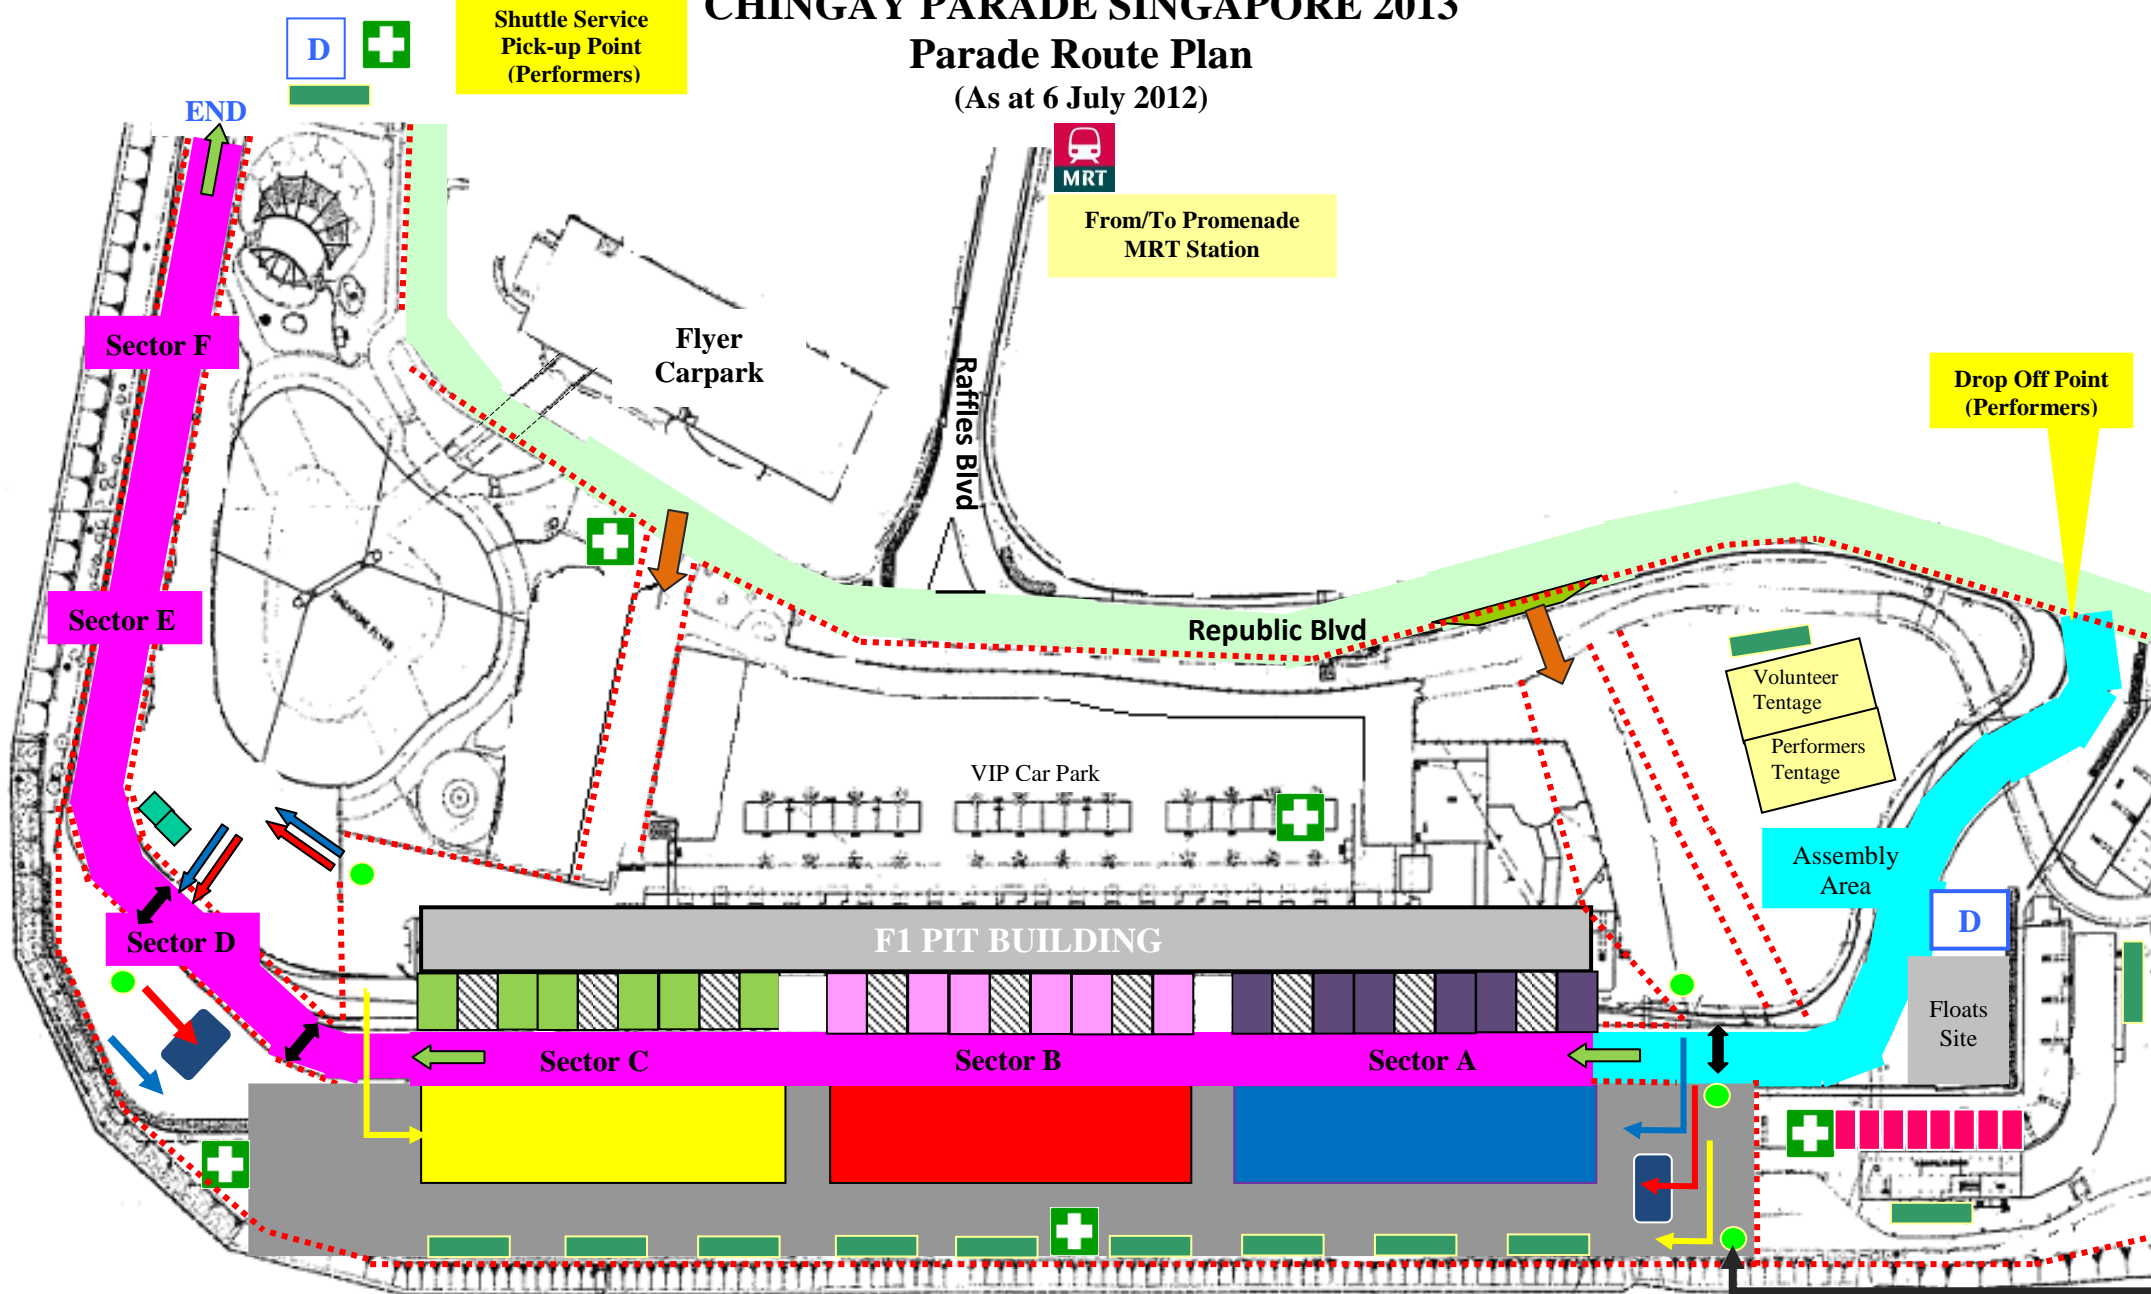 CHINGAY PARADE SINGAPORE 2013
Parade Route Plan
(As at 6 July 2012)
Shuttle Service
Pick-up Point
(Performers)
D
END
MRT
From/To Promenade
MRT Station
Sector F
Flyer
Carpark
Raffles Blvd
Drop Off Point
(Performers)
Sector E
Republic Blvd
Volunteer
Tentage
Performers
Tentage
VIP Car Park
Assembly
Area
D
Sector D
F1 PIT BUILDING
Floats
Site
Sector C
Sector B
Sector A